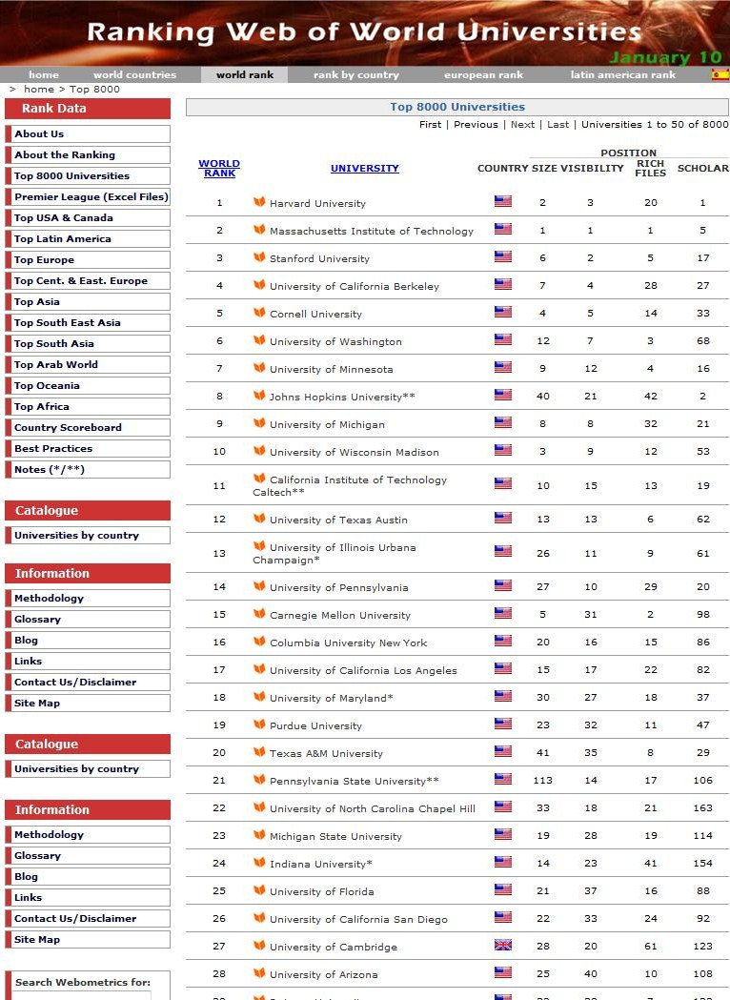 Ranking Web of World Universities
January 10
home world countries world rank rank by country european rank latin american rank
> home > Top 8000
Rank Data
About Us
About the Ranking
Top 8000 Universities
Premier League (Excel Files)
Top USA & Canada
Top Latin America
Top Europe
Top Cent. & East. Europe
Top Asia
Top South East Asia
Top South Asia
Top Arab World
Top Oceania
Top Africa
Country Scoreboard
Best Practices
Notes (*/**)
Catalogue
Universities by country
Information
Methodology
Glossary
Blog
Links
Contact Us/Disclaimer
Site Map
Catalogue
Universities by country
Information
Methodology
Glossary
Blog
Links
Contact Us/Disclaimer
Site Map
Search Webometrics for:
Top 8000 Universities
First | Previous | Next | Last | Universities 1 to 50 of 8000
POSITION
WORLD RANK UNIVERSITY COUNTRY SIZE VISIBILITY RICH FILES SCHOLAR
1 Harvard University 2 3 20 1
2 Massachusetts Institute of Technology 1 1 1 5
3 Stanford University 6 2 5 17
4 University of California Berkeley 7 4 28 27
5 Cornell University 4 5 14 33
6 University of Washington 12 7 3 68
7 University of Minnesota 9 12 4 16
8 Johns Hopkins University** 40 21 42 2
9 University of Michigan 8 8 32 21
10 University of Wisconsin Madison 3 9 12 53
11 California Institute of Technology Caltech** 10 15 13 19
12 University of Texas Austin 13 13 6 62
13 University of Illinois Urbana Champaign* 26 11 9 61
14 University of Pennsylvania 27 10 29 20
15 Carnegie Mellon University 5 31 2 98
16 Columbia University New York 20 16 15 86
17 University of California Los Angeles 15 17 22 82
18 University of Maryland* 30 27 18 37
19 Purdue University 23 32 11 47
20 Texas A&M University 41 35 8 29
21 Pennsylvania State University** 113 14 17 106
22 University of North Carolina Chapel Hill 33 18 21 163
23 Michigan State University 19 28 19 114
24 Indiana University* 14 23 41 154
25 University of Florida 21 37 16 88
26 University of California San Diego 22 33 24 92
27 University of Cambridge 28 20 61 123
28 University of Arizona 25 40 10 108